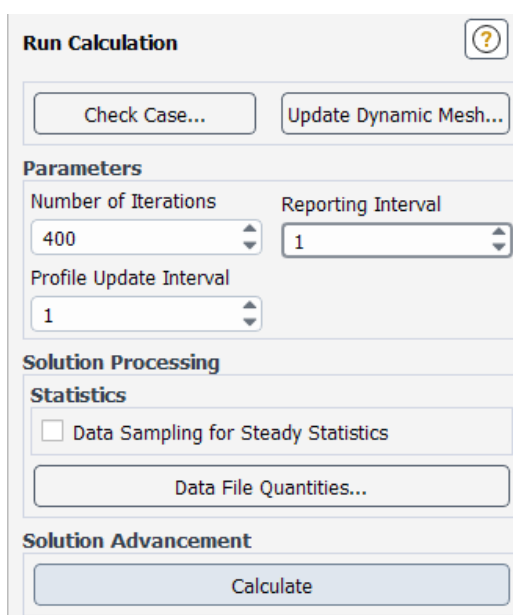 Run Calculation
?
Check Case... Update Dynamic Mesh...
Parameters
Number of Iterations Reporting Interval
400 1
Profile Update Interval
1
Solution Processing
Statistics
Data Sampling for Steady Statistics
Data File Quantities...
Solution Advancement
Calculate